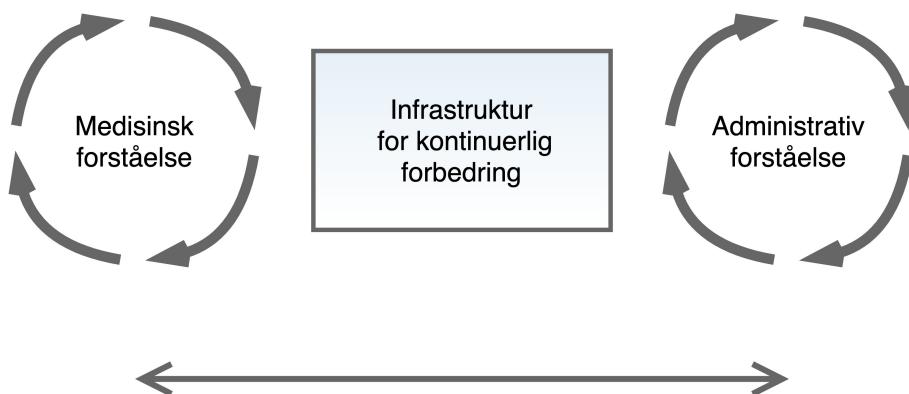 Medisinsk
forståelse
Infrastruktur
for kontinuerlig
forbedring
Administrativ
forståelse